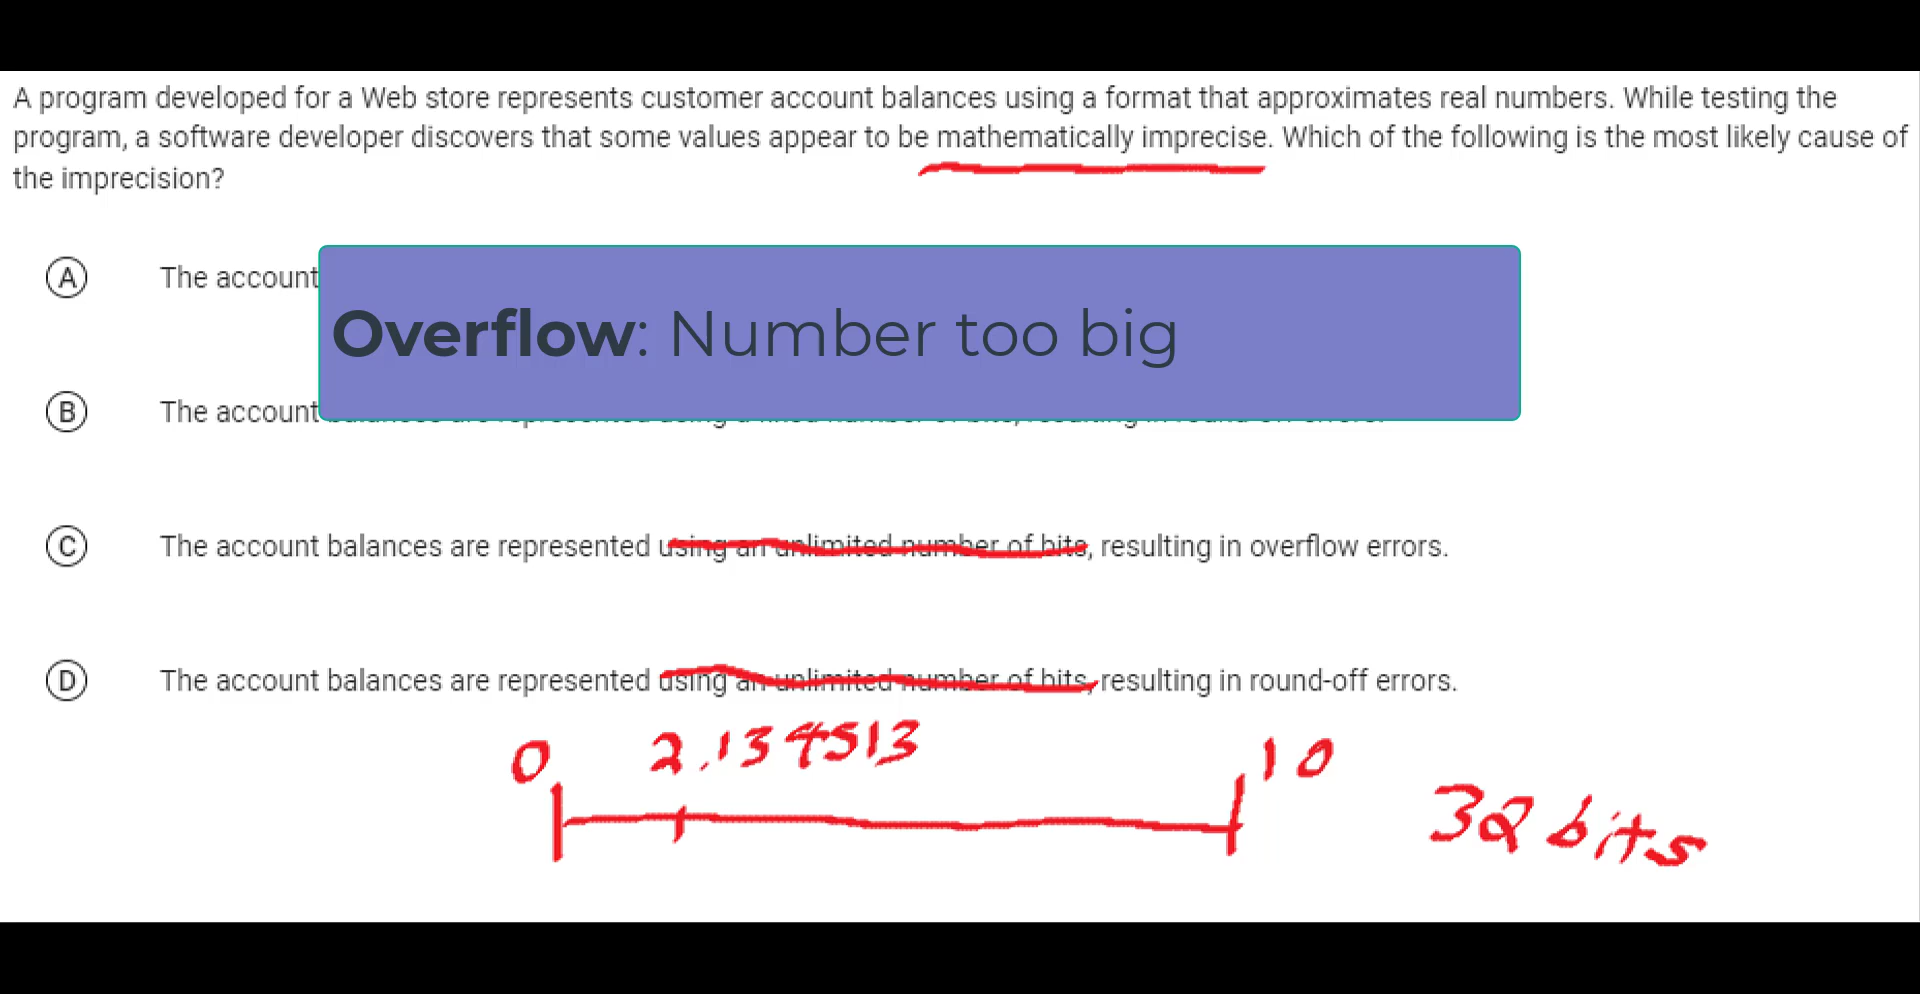 A program developed for a Web store represents customer account balances using a format that approximates real numbers. While testing the
program, a software developer discovers that some values appear to be mathematically imprecise. Which of the following is the most likely cause of
the imprecision?
A The account
Overflow: Number too big
B The account
C The account balances are represented using an unlimited number of bits, resulting in overflow errors.
D The account balances are represented using an unlimited number of bits, resulting in round-off errors.
0 2.134513 10
32 bits